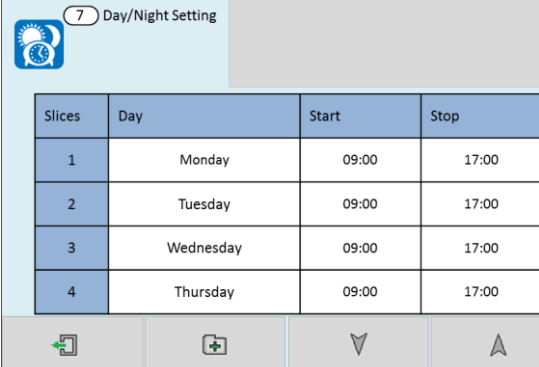 7 Day/Night Setting
Slices Day Start Stop
1 Monday 09:00 17:00
2 Tuesday 09:00 17:00
3 Wednesday 09:00 17:00
4 Thursday 09:00 17:00